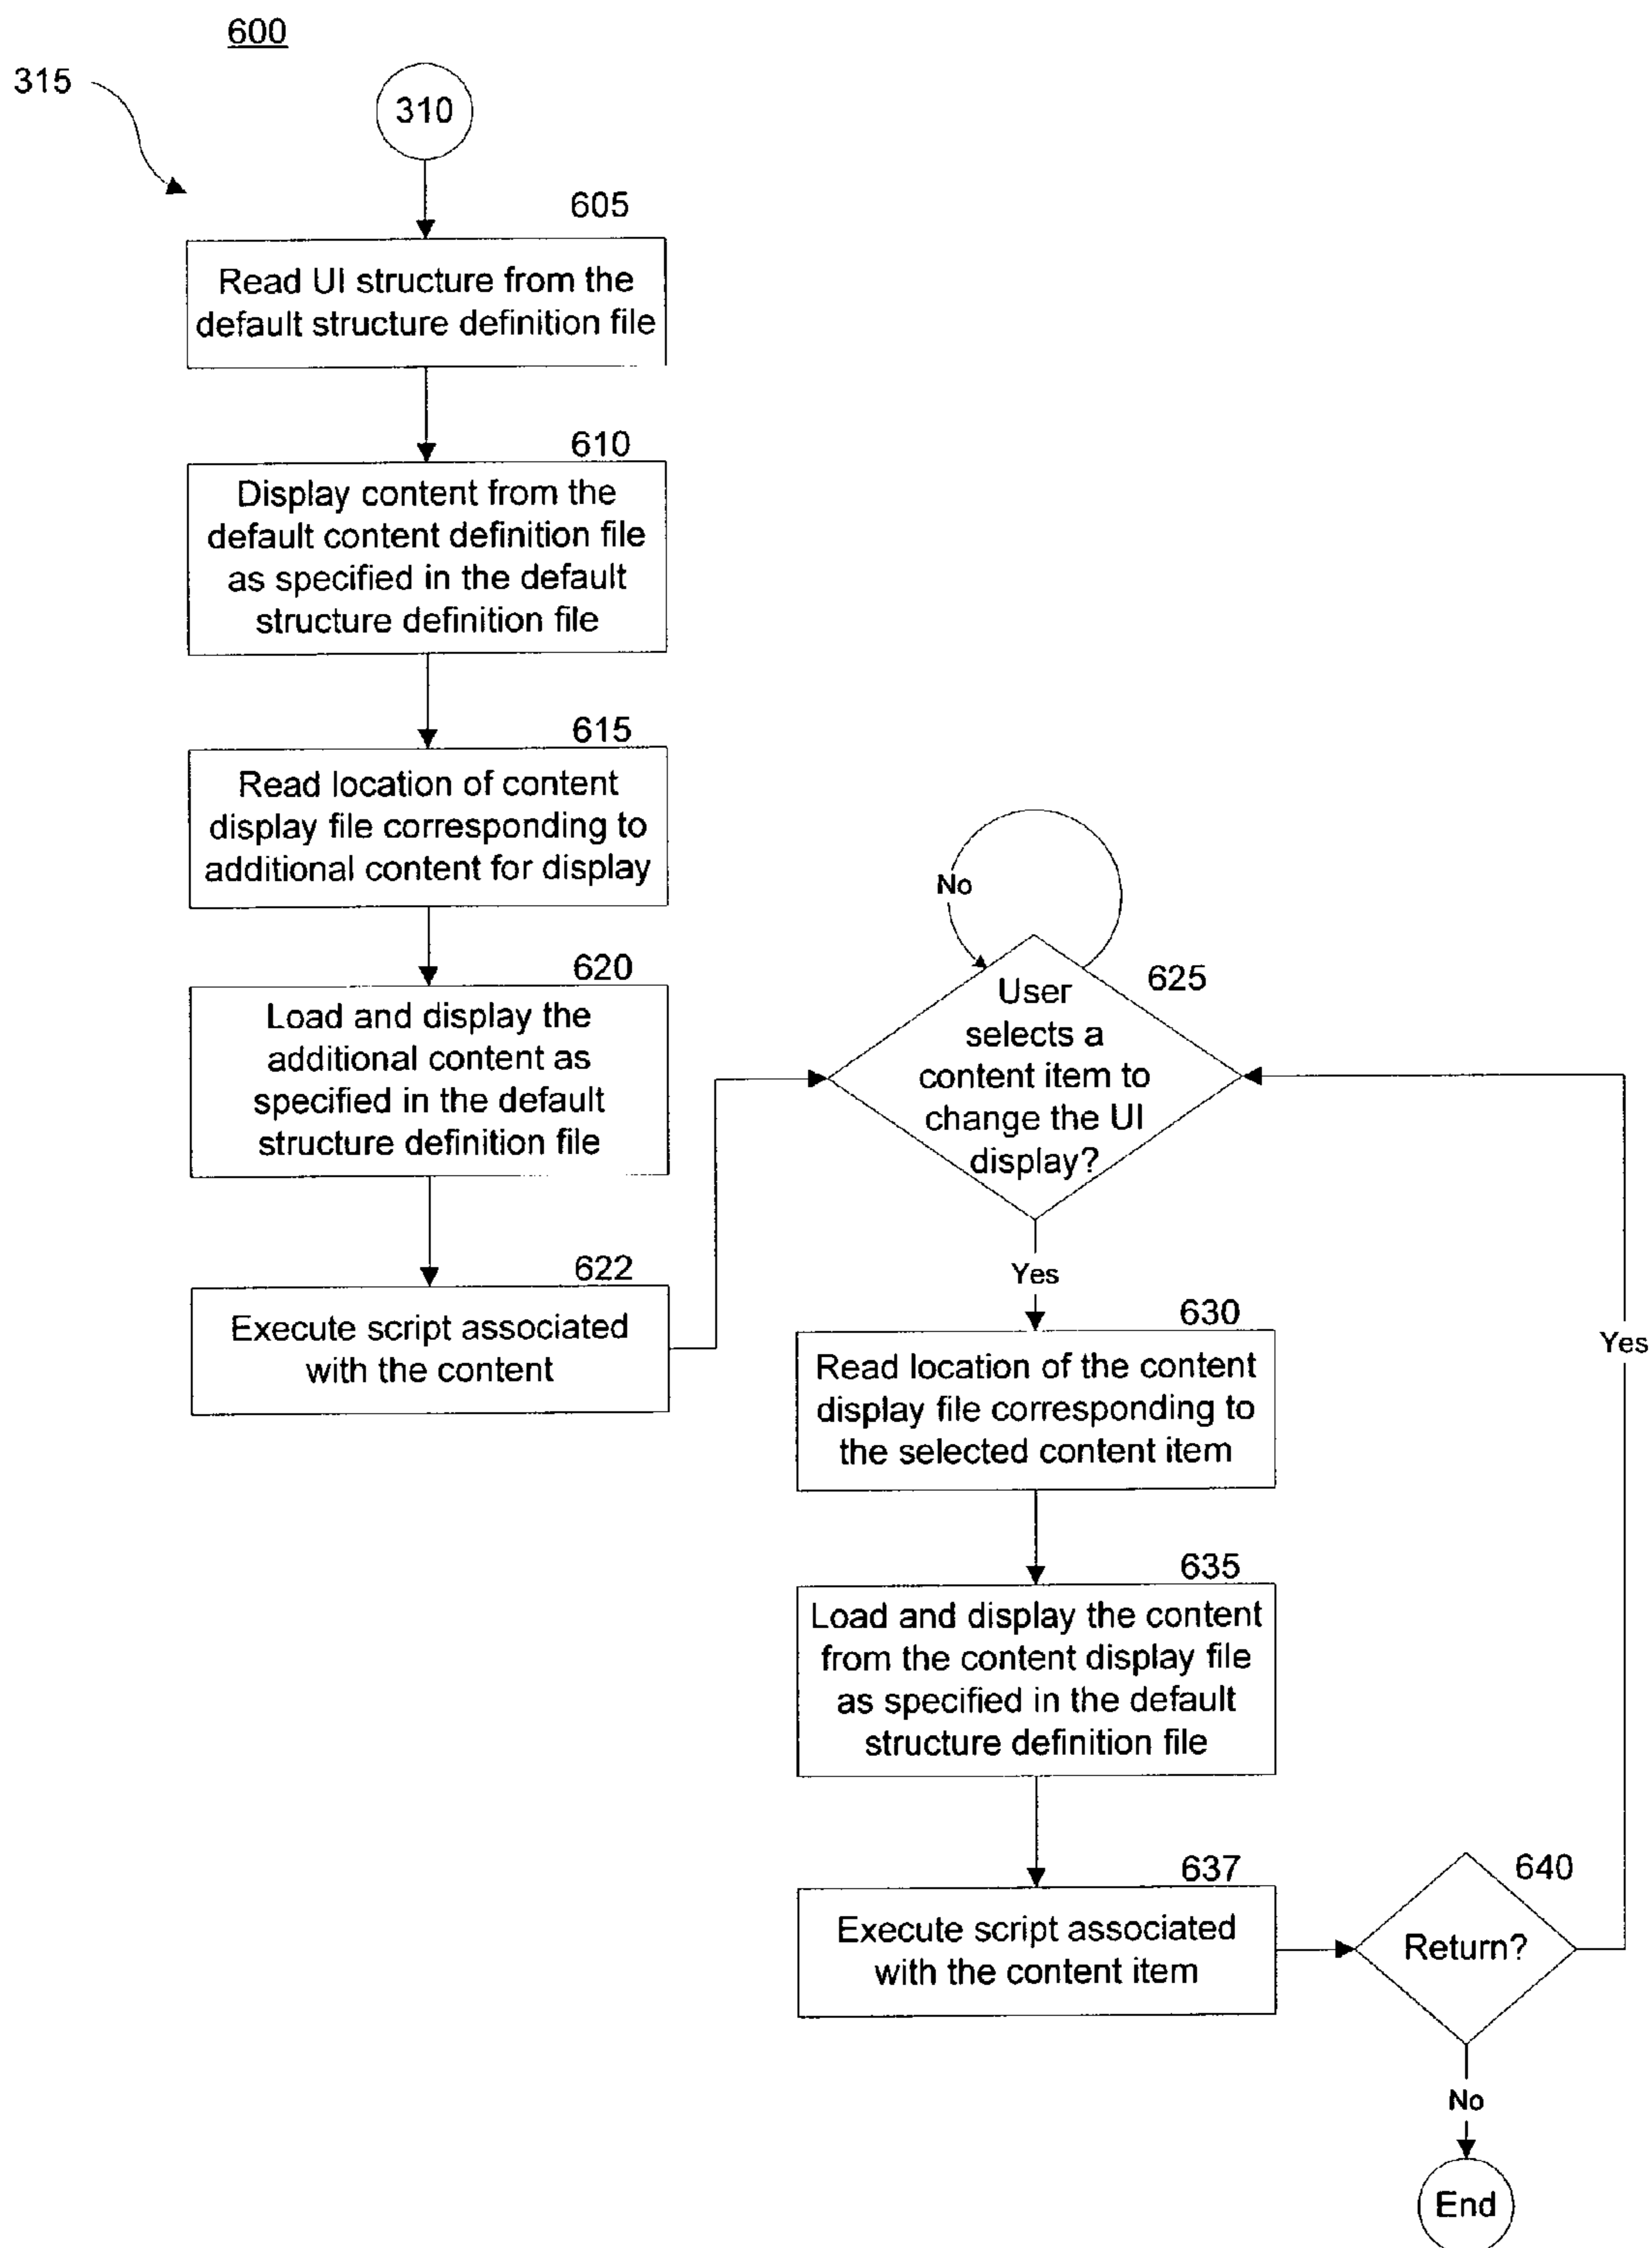 600
315
310
605
Read UI structure from the
default structure definition file
610
Display content from the
default content definition file
as specified in the default
structure definition file
615
Read location of content
display file corresponding to
additional content for display
620
Load and display the
additional content as
specified in the default
structure definition file
622
Execute script associated
with the content
No
625
User
selects a
content item to
change the UI
display?
Yes
630
Read location of the content
display file corresponding to
the selected content item
Yes
635
Load and display the content
from the content display file
as specified in the default
structure definition file
637
Execute script associated
with the content item
640
Return?
No
End